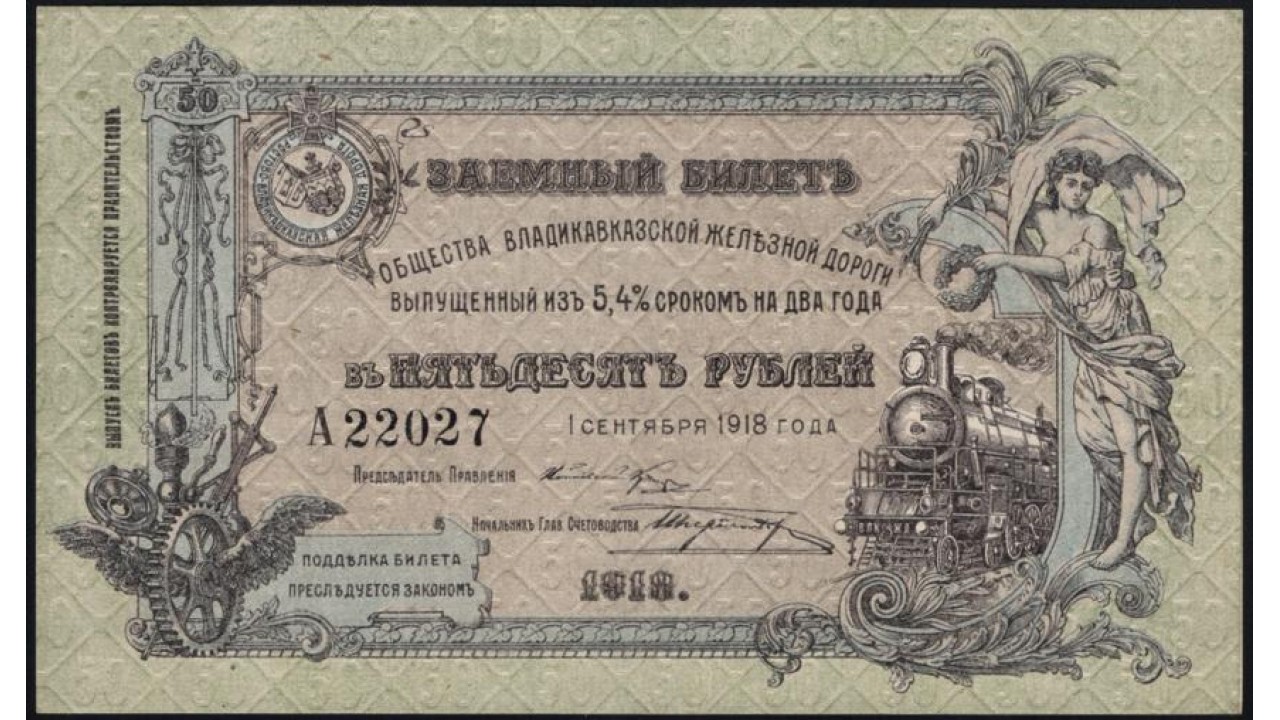 50
ВЫПУСКЪ БИЛЕТОВЪ КОНТРОЛИРУЕТСЯ ПРАВИТЕЛЬСТВОМЪ
ЗАЕМНЫЙ БИЛЕТЪ
ОБЩЕСТВА ВЛАДИКАВКАЗСКОЙ ЖЕЛѢЗНОЙ ДОРОГИ
ВЫПУЩЕННЫЙ ИЗЪ 5,4% СРОКОМЪ НА ДВА ГОДА
ВЪ ПЯТЬДЕСЯТЪ РУБЛЕЙ
А 22027
1 СЕНТЯБРЯ 1918 ГОДА
ПРЕДСѢДАТЕЛЬ ПРАВЛЕНІЯ
НАЧАЛЬНИКЪ ГЛАВ. СЧЕТОВОДСТВА
ПОДДѢЛКА БИЛЕТА
ПРЕСЛѢДУЕТСЯ ЗАКОНОМЪ
1918.